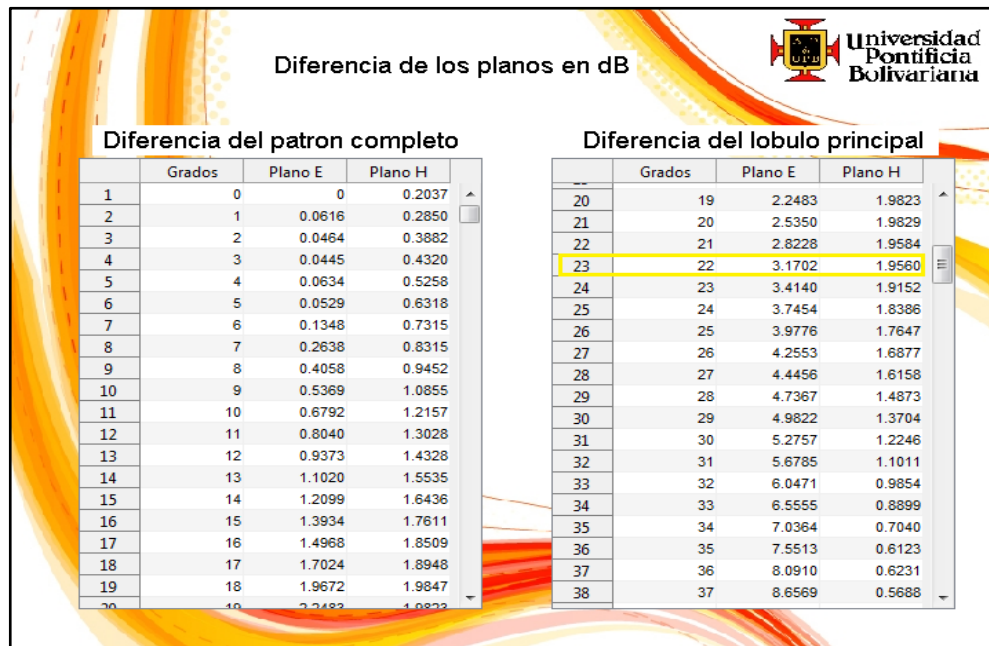 Diferencia de los planos en dB
Universidad
Pontificia
Bolivariana
Diferencia del patron completo
Grados Plano E Plano H
1 0 0 0.2037
2 1 0.0616 0.2850
3 2 0.0464 0.3882
4 3 0.0445 0.4320
5 4 0.0634 0.5258
6 5 0.0529 0.6318
7 6 0.1348 0.7315
8 7 0.2638 0.8315
9 8 0.4058 0.9452
10 9 0.5369 1.0855
11 10 0.6792 1.2157
12 11 0.8040 1.3028
13 12 0.9373 1.4328
14 13 1.1020 1.5535
15 14 1.2099 1.6436
16 15 1.3934 1.7611
17 16 1.4968 1.8509
18 17 1.7024 1.8948
19 18 1.9672 1.9847
20 19 2.2483 1.9823
Diferencia del lobulo principal
Grados Plano E Plano H
20 19 2.2483 1.9823
21 20 2.5350 1.9829
22 21 2.8228 1.9584
23 22 3.1702 1.9560
24 23 3.4140 1.9152
25 24 3.7454 1.8386
26 25 3.9776 1.7647
27 26 4.2553 1.6877
28 27 4.4456 1.6158
29 28 4.7367 1.4873
30 29 4.9822 1.3704
31 30 5.2757 1.2246
32 31 5.6785 1.1011
33 32 6.0471 0.9854
34 33 6.5555 0.8899
35 34 7.0364 0.7040
36 35 7.5513 0.6123
37 36 8.0910 0.6231
38 37 8.6569 0.5688